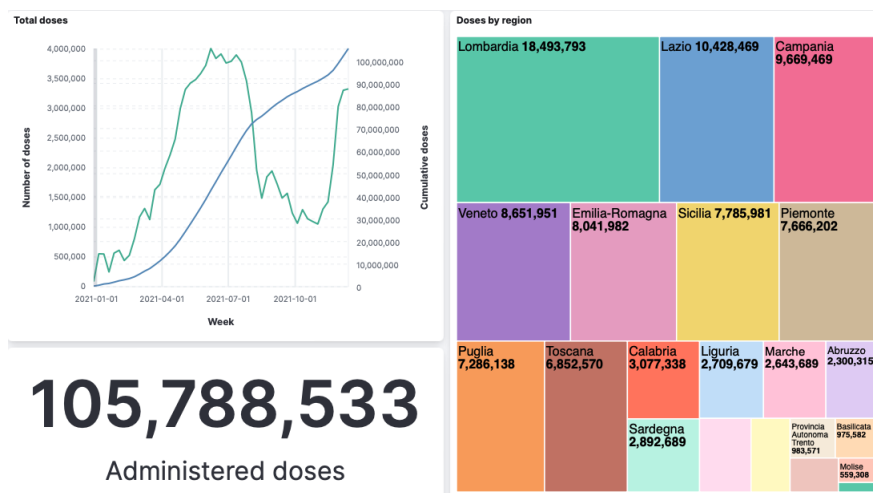 Total doses
Number of doses
4,000,000
3,500,000
3,000,000
2,500,000
2,000,000
1,500,000
1,000,000
500,000
0
100,000,000
90,000,000
80,000,000
70,000,000
60,000,000
50,000,000
40,000,000
30,000,000
20,000,000
10,000,000
0
Cumulative doses
2021-01-01 2021-04-01 2021-07-01 2021-10-01
Week
105,788,533
Administered doses
Doses by region
Lombardia 18,493,793
Lazio 10,428,469
Campania
9,669,469
Veneto 8,651,951
Emilia-Romagna
8,041,982
Sicilia 7,785,981
Piemonte
7,666,202
Puglia
7,286,138
Toscana
6,852,570
Calabria
3,077,338
Liguria
2,709,679
Marche
2,643,689
Abruzzo
2,300,315
Sardegna
2,892,689
Provincia
Autonoma
Trento
983,571
Basilicata
975,582
Molise
559,308